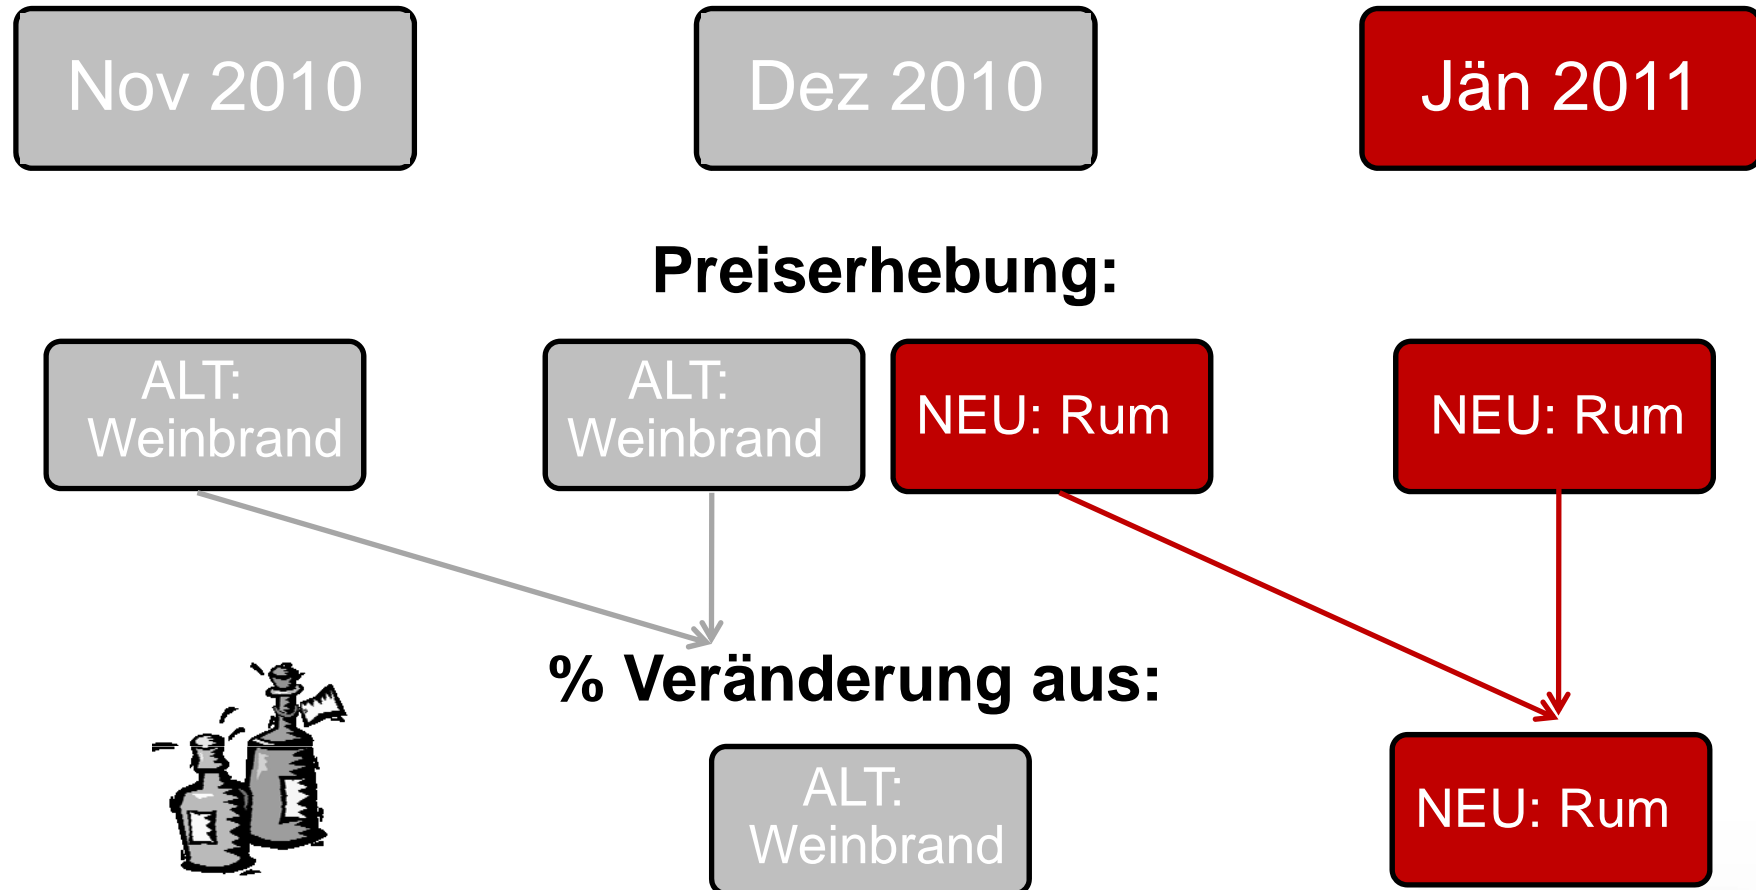 Nov 2010
Dez 2010
Jän 2011
Preiserhebung:
ALT:
Weinbrand
ALT:
Weinbrand
NEU: Rum
NEU: Rum
% Veränderung aus:
ALT:
Weinbrand
NEU: Rum